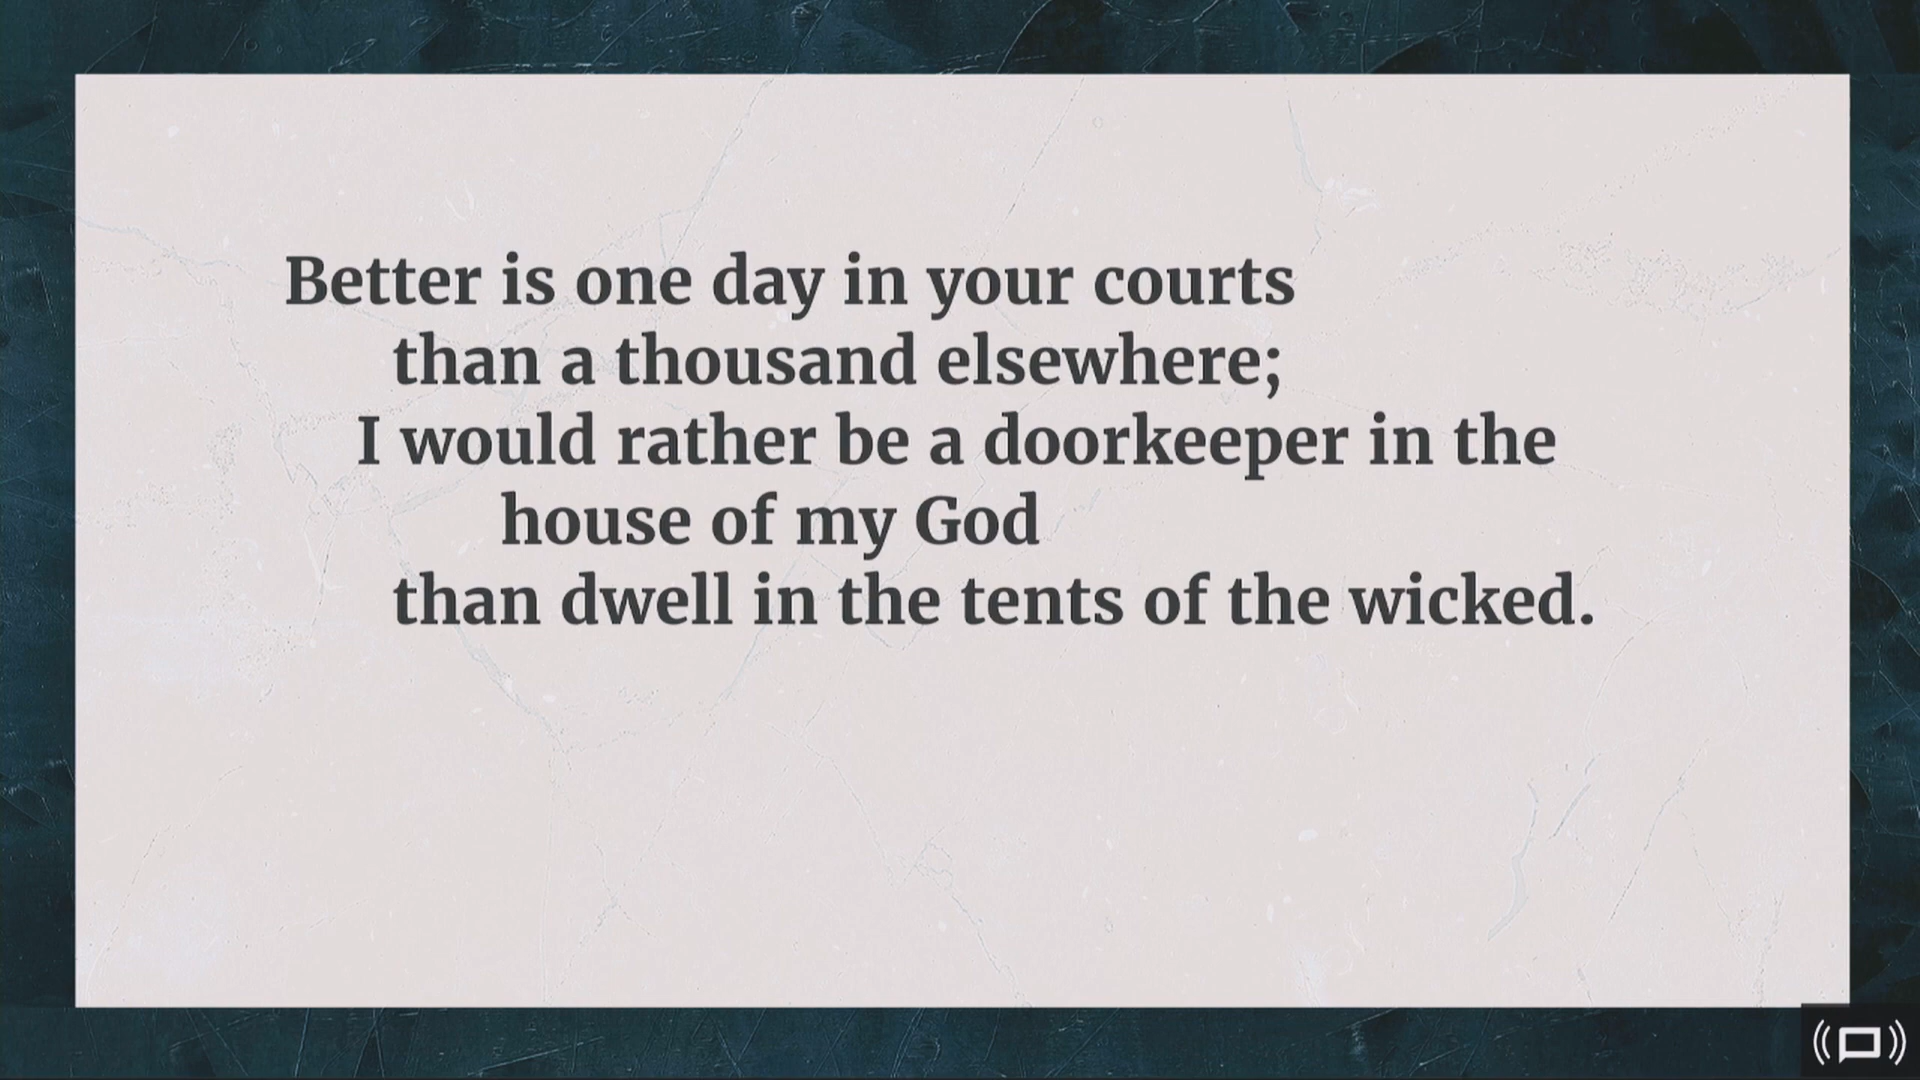 Better is one day in your courts
than a thousand elsewhere;
I would rather be a doorkeeper in the
house of my God
than dwell in the tents of the wicked.